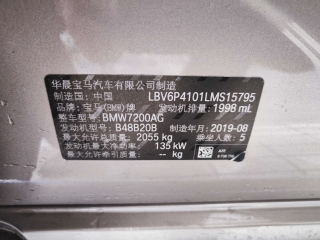 华晨宝马汽车有限公司制造
制造国: 中国 LBV6P4101LMS15795
品牌: 宝马(BMW)牌 发动机排量: 1998 mL
整车型号: BMW7200AG
发动机型号: B48B20B 制造年月: 2019-08
最大允许总质量: 2055 kg 乘坐人数: 5
发动机最大净功率: 135 kW
最大允许牵引质量: -- kg